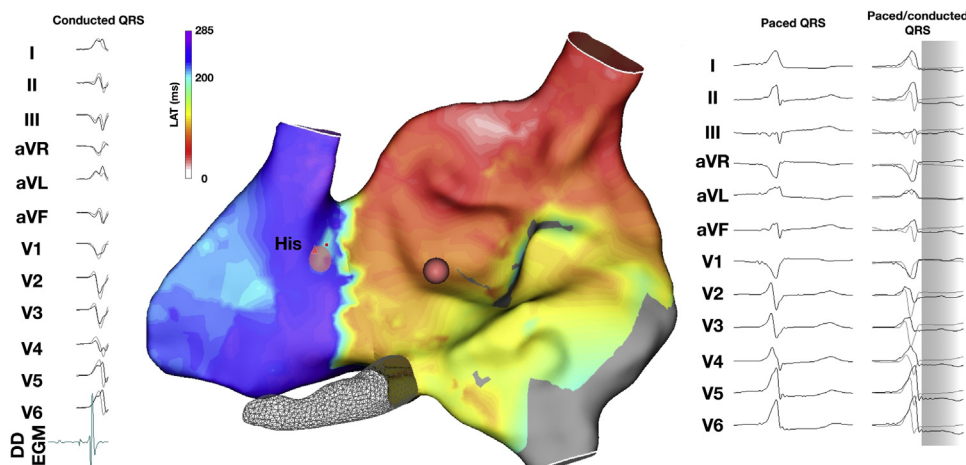 Conducted QRS
I
II
III
aVR
aVL
aVF
V1
V2
V3
V4
V5
V6
DD
EGM
285
200
0
LAT (ms)
His
Paced QRS
Paced/conducted
QRS
I
II
III
aVR
aVL
aVF
V1
V2
V3
V4
V5
V6